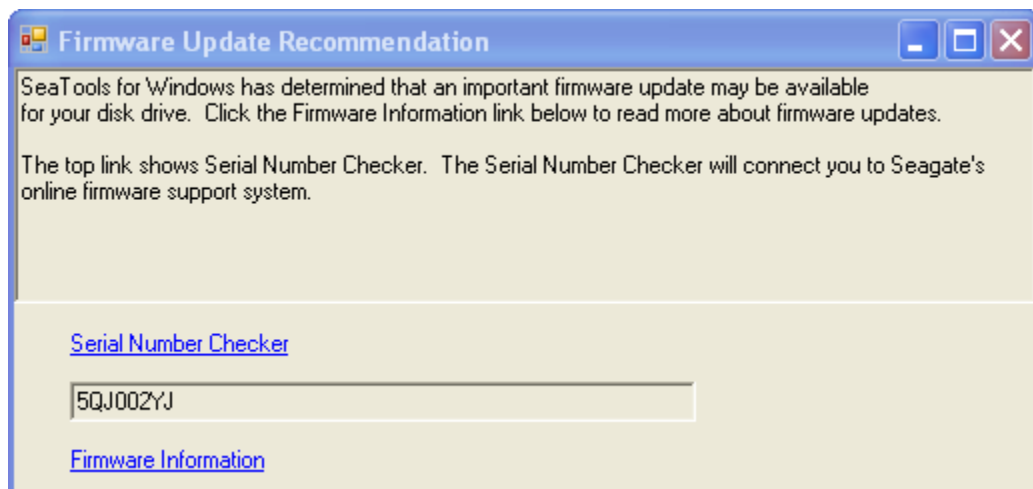 Firmware Update Recommendation
SeaTools for Windows has determined that an important firmware update may be available
for your disk drive.  Click the Firmware Information link below to read more about firmware updates.
The top link shows Serial Number Checker.  The Serial Number Checker will connect you to Seagate's
online firmware support system.
Serial Number Checker
5QJ002YJ
Firmware Information